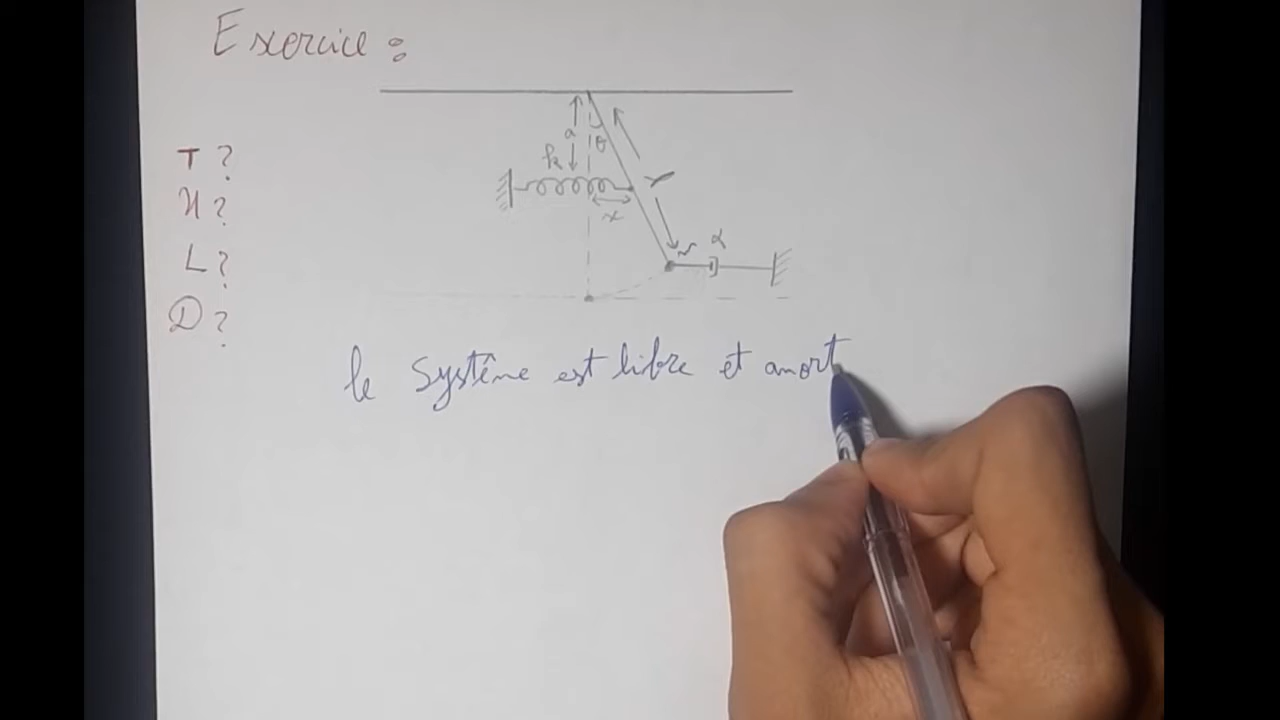 Exercice :
T ?
U ?
L ?
D ?
a
θ
k
x
α
le système est libre et amort